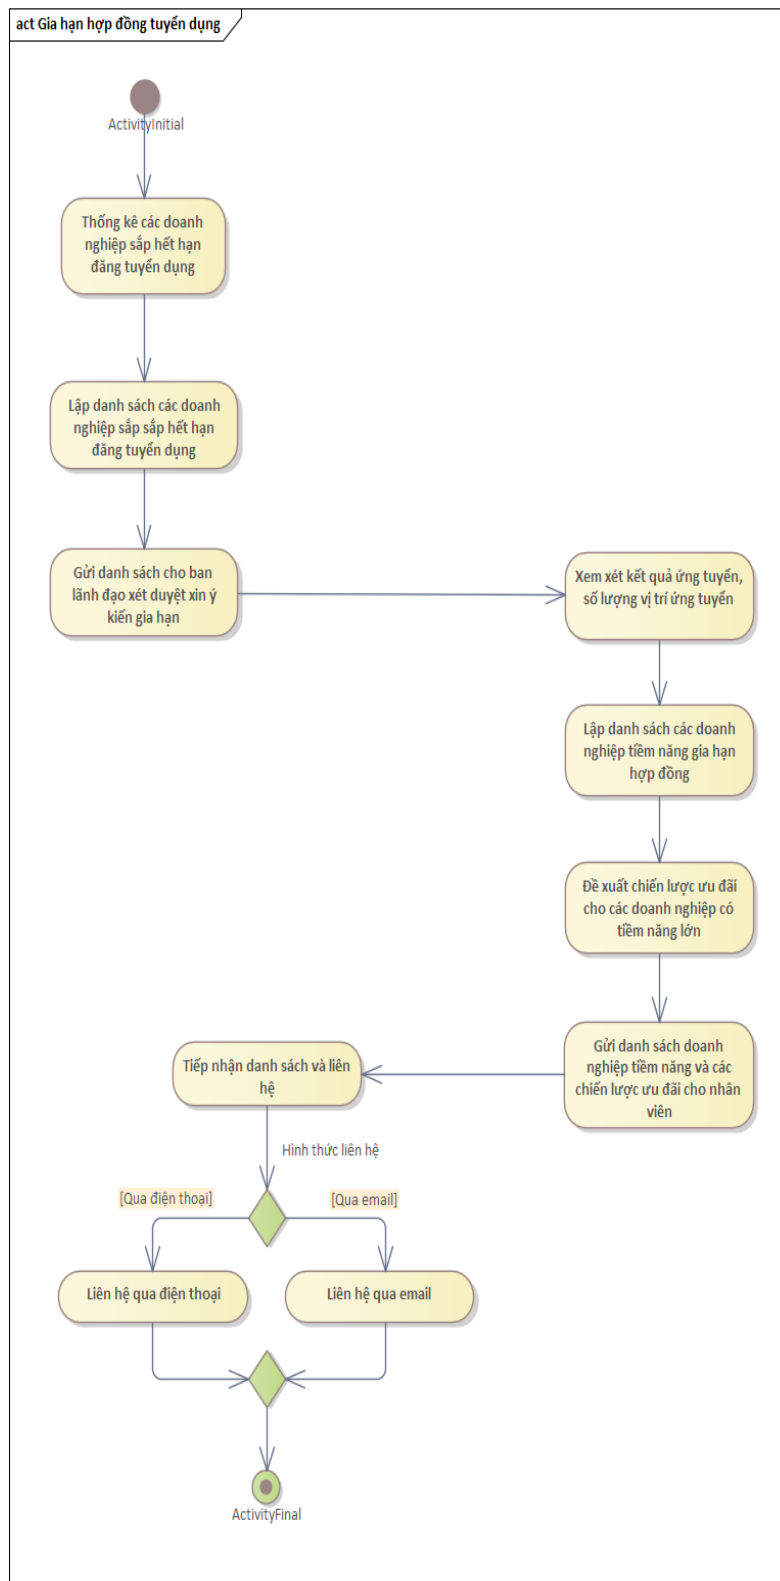 act Gia hạn hợp đồng tuyển dụng
ActivityInitial
Thống kê các doanh
nghiệp sắp hết hạn
đăng tuyển dụng
Lập danh sách các doanh
nghiệp sắp sắp hết hạn
đăng tuyển dụng
Gửi danh sách cho ban
lãnh đạo xét duyệt xin ý
kiến gia hạn
Xem xét kết quả ứng tuyển,
số lượng vị trí ứng tuyển
Lập danh sách các doanh
nghiệp tiềm năng gia hạn
hợp đồng
Đề xuất chiến lược ưu đãi
cho các doanh nghiệp có
tiềm năng lớn
Gửi danh sách doanh
nghiệp tiềm năng và các
chiến lược ưu đãi cho nhân
viên
Tiếp nhận danh sách và liên
hệ
Hình thức liên hệ
[Qua điện thoại]
[Qua email]
Liên hệ qua điện thoại
Liên hệ qua email
ActivityFinal